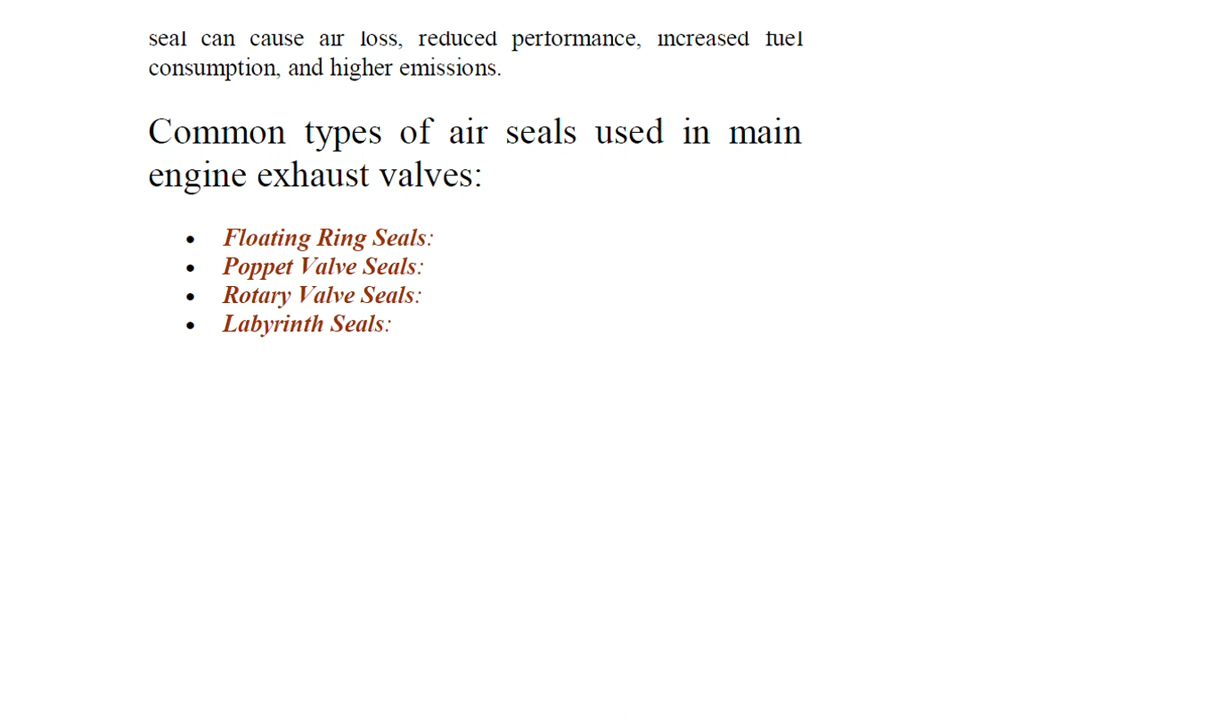 seal can cause air loss, reduced performance, increased fuel
consumption, and higher emissions.
Common types of air seals used in main
engine exhaust valves:
• Floating Ring Seals:
• Poppet Valve Seals:
• Rotary Valve Seals:
• Labyrinth Seals: